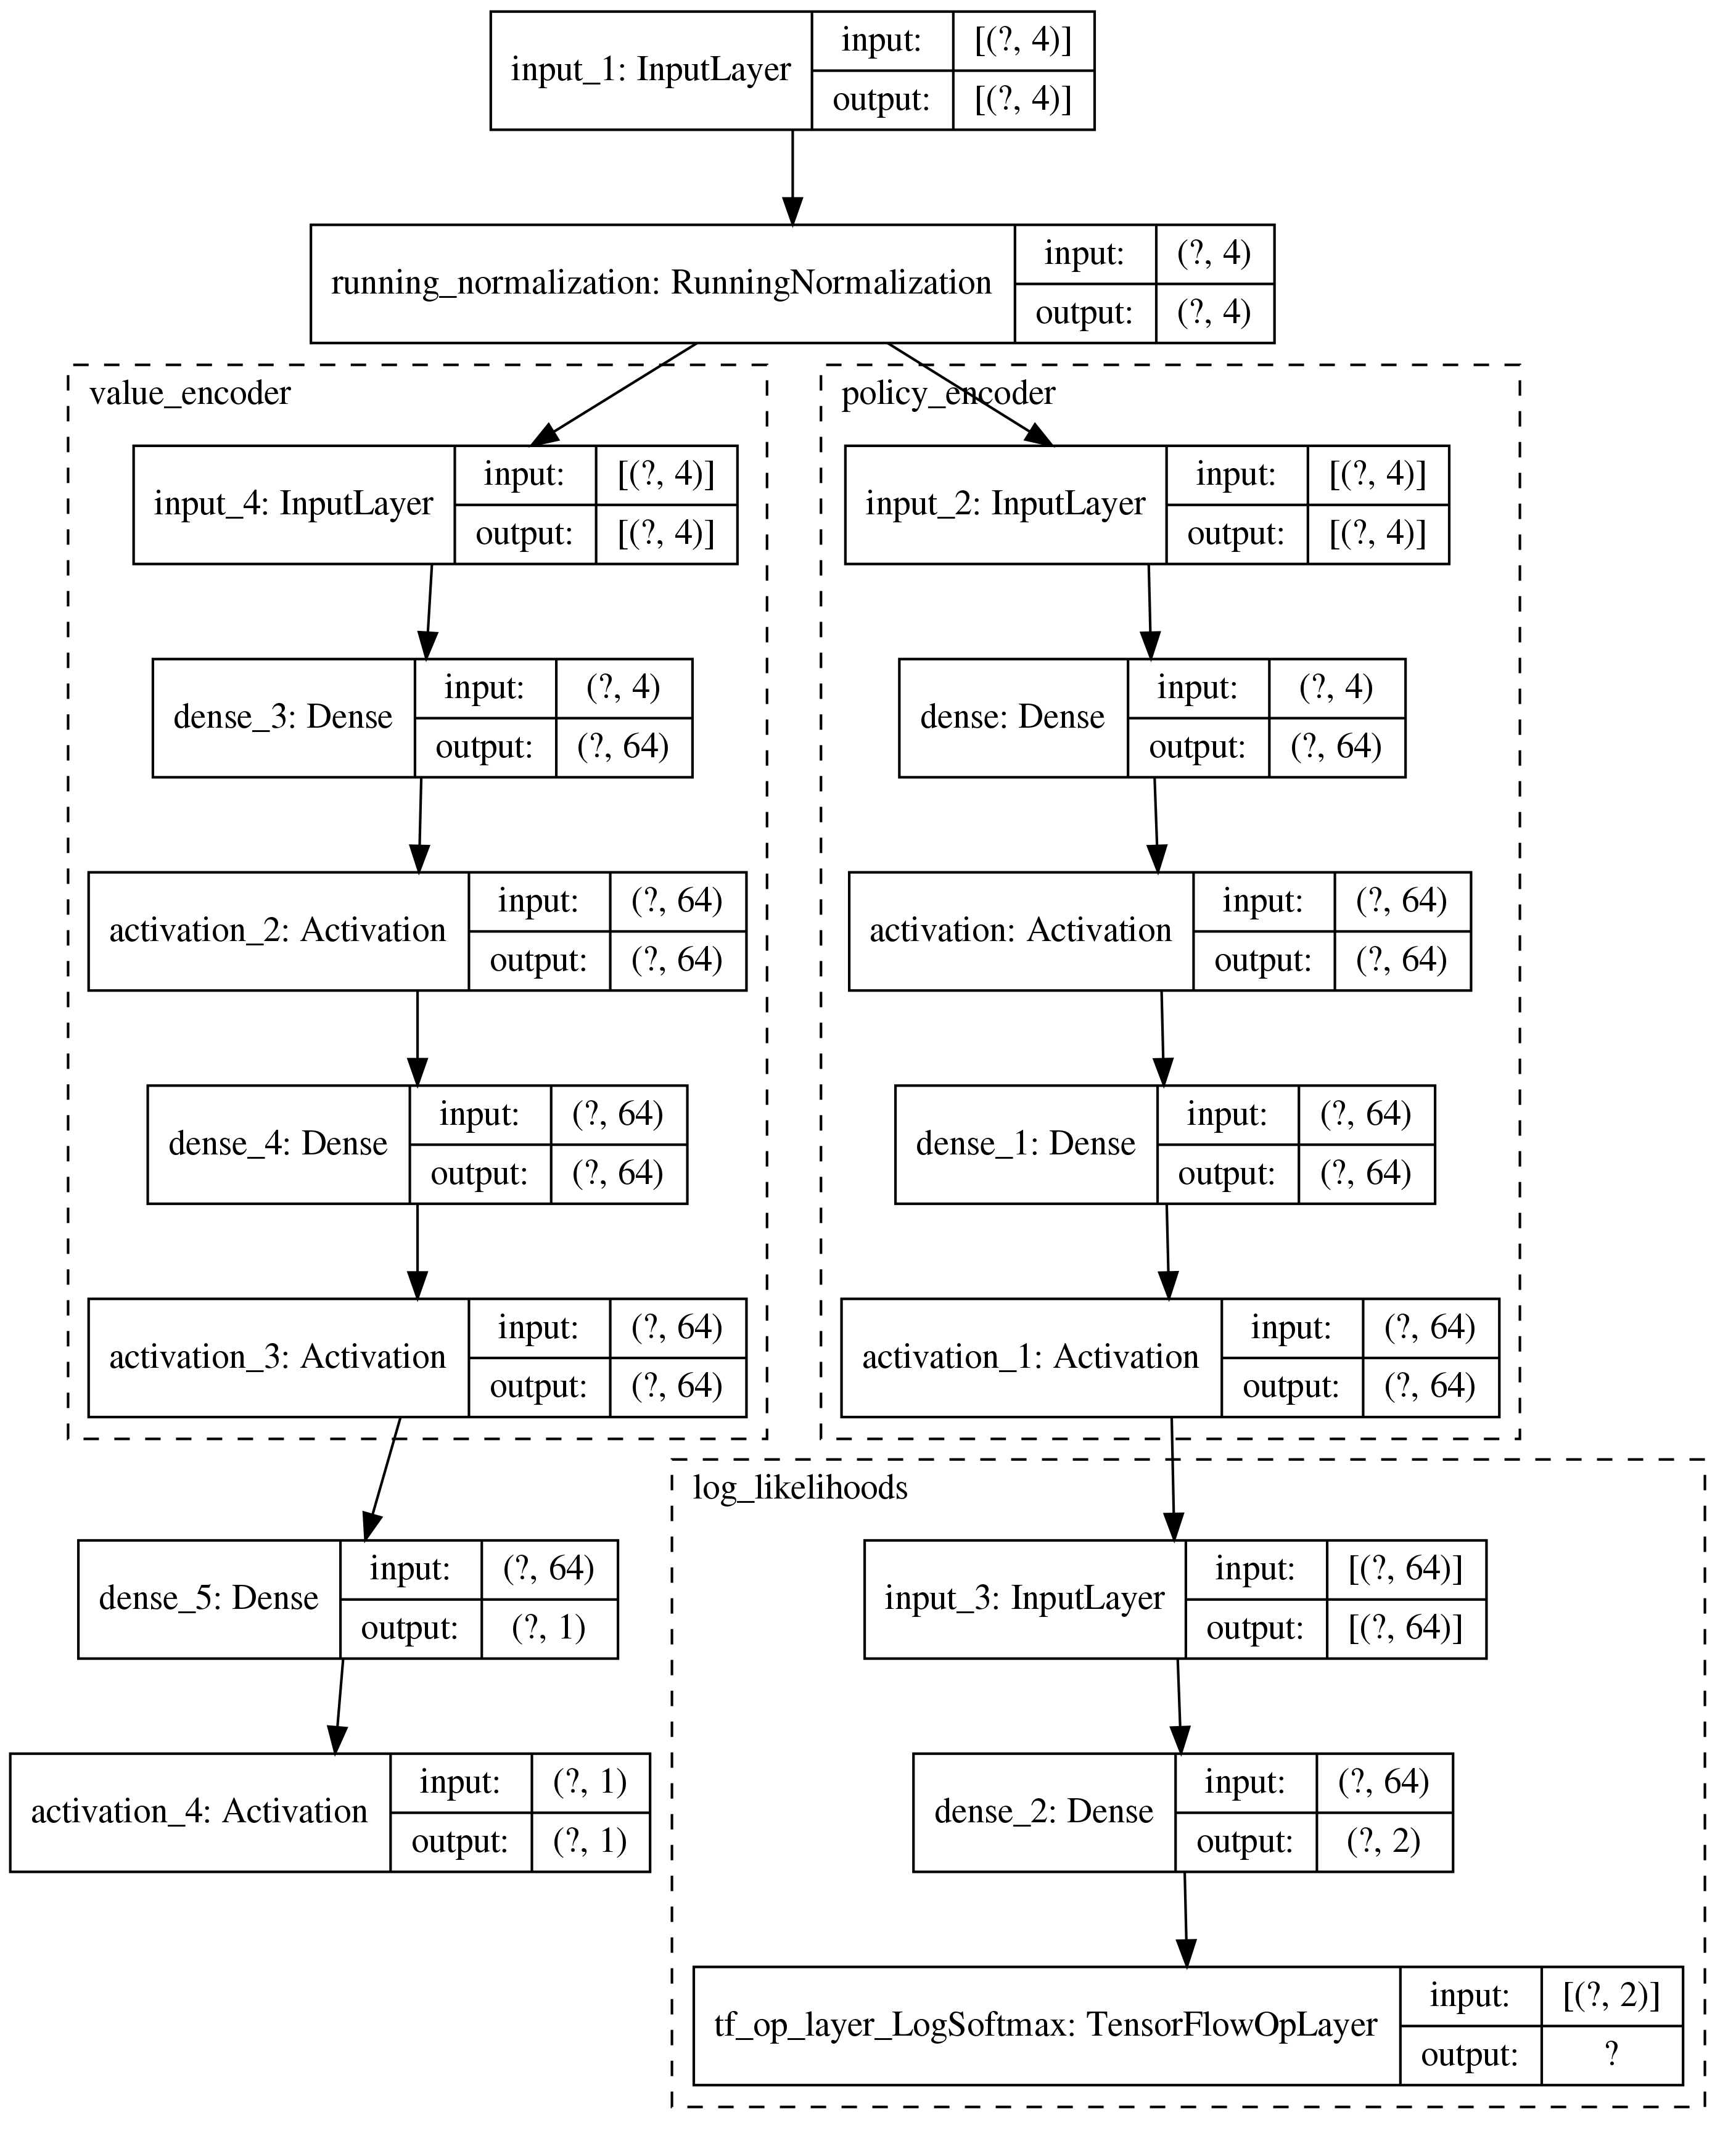 input_1: InputLayer
input: [(?, 4)]
output: [(?, 4)]
running_normalization: RunningNormalization
input: (?, 4)
output: (?, 4)
value_encoder
input_4: InputLayer
input: [(?, 4)]
output: [(?, 4)]
dense_3: Dense
input: (?, 4)
output: (?, 64)
activation_2: Activation
input: (?, 64)
output: (?, 64)
dense_4: Dense
input: (?, 64)
output: (?, 64)
activation_3: Activation
input: (?, 64)
output: (?, 64)
dense_5: Dense
input: (?, 64)
output: (?, 1)
activation_4: Activation
input: (?, 1)
output: (?, 1)
policy_encoder
input_2: InputLayer
input: [(?, 4)]
output: [(?, 4)]
dense: Dense
input: (?, 4)
output: (?, 64)
activation: Activation
input: (?, 64)
output: (?, 64)
dense_1: Dense
input: (?, 64)
output: (?, 64)
activation_1: Activation
input: (?, 64)
output: (?, 64)
log_likelihoods
input_3: InputLayer
input: [(?, 64)]
output: [(?, 64)]
dense_2: Dense
input: (?, 64)
output: (?, 2)
tf_op_layer_LogSoftmax: TensorFlowOpLayer
input: [(?, 2)]
output: ?